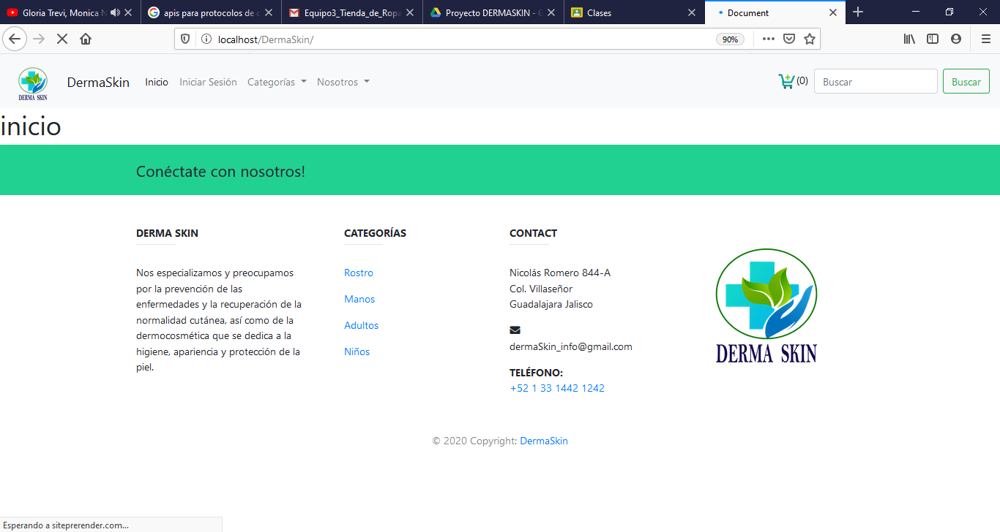 Gloria Trevi, Monica N
apis para protocolos de c
Equipo3_Tienda_de_Ropa
Proyecto DERMASKIN - G
Clases
Document
localhost/DermaSkin/
90%
DERMA SKIN
DermaSkin
Inicio
Iniciar Sesión
Categorías
Nosotros
(0)
Buscar
Buscar
inicio
Conéctate con nosotros!
DERMA SKIN
Nos especializamos y preocupamos
por la prevención de las
enfermedades y la recuperación de la
normalidad cutánea, así como de la
dermocosmética que se dedica a la
higiene, apariencia y protección de la
piel.
CATEGORÍAS
Rostro
Manos
Adultos
Niños
CONTACT
Nicolás Romero 844-A
Col. Villaseñor
Guadalajara Jalisco
dermaSkin_info@gmail.com
TELÉFONO:
+52 1 33 1442 1242
DERMA SKIN
© 2020 Copyright: DermaSkin
Esperando a siteprerender.com...